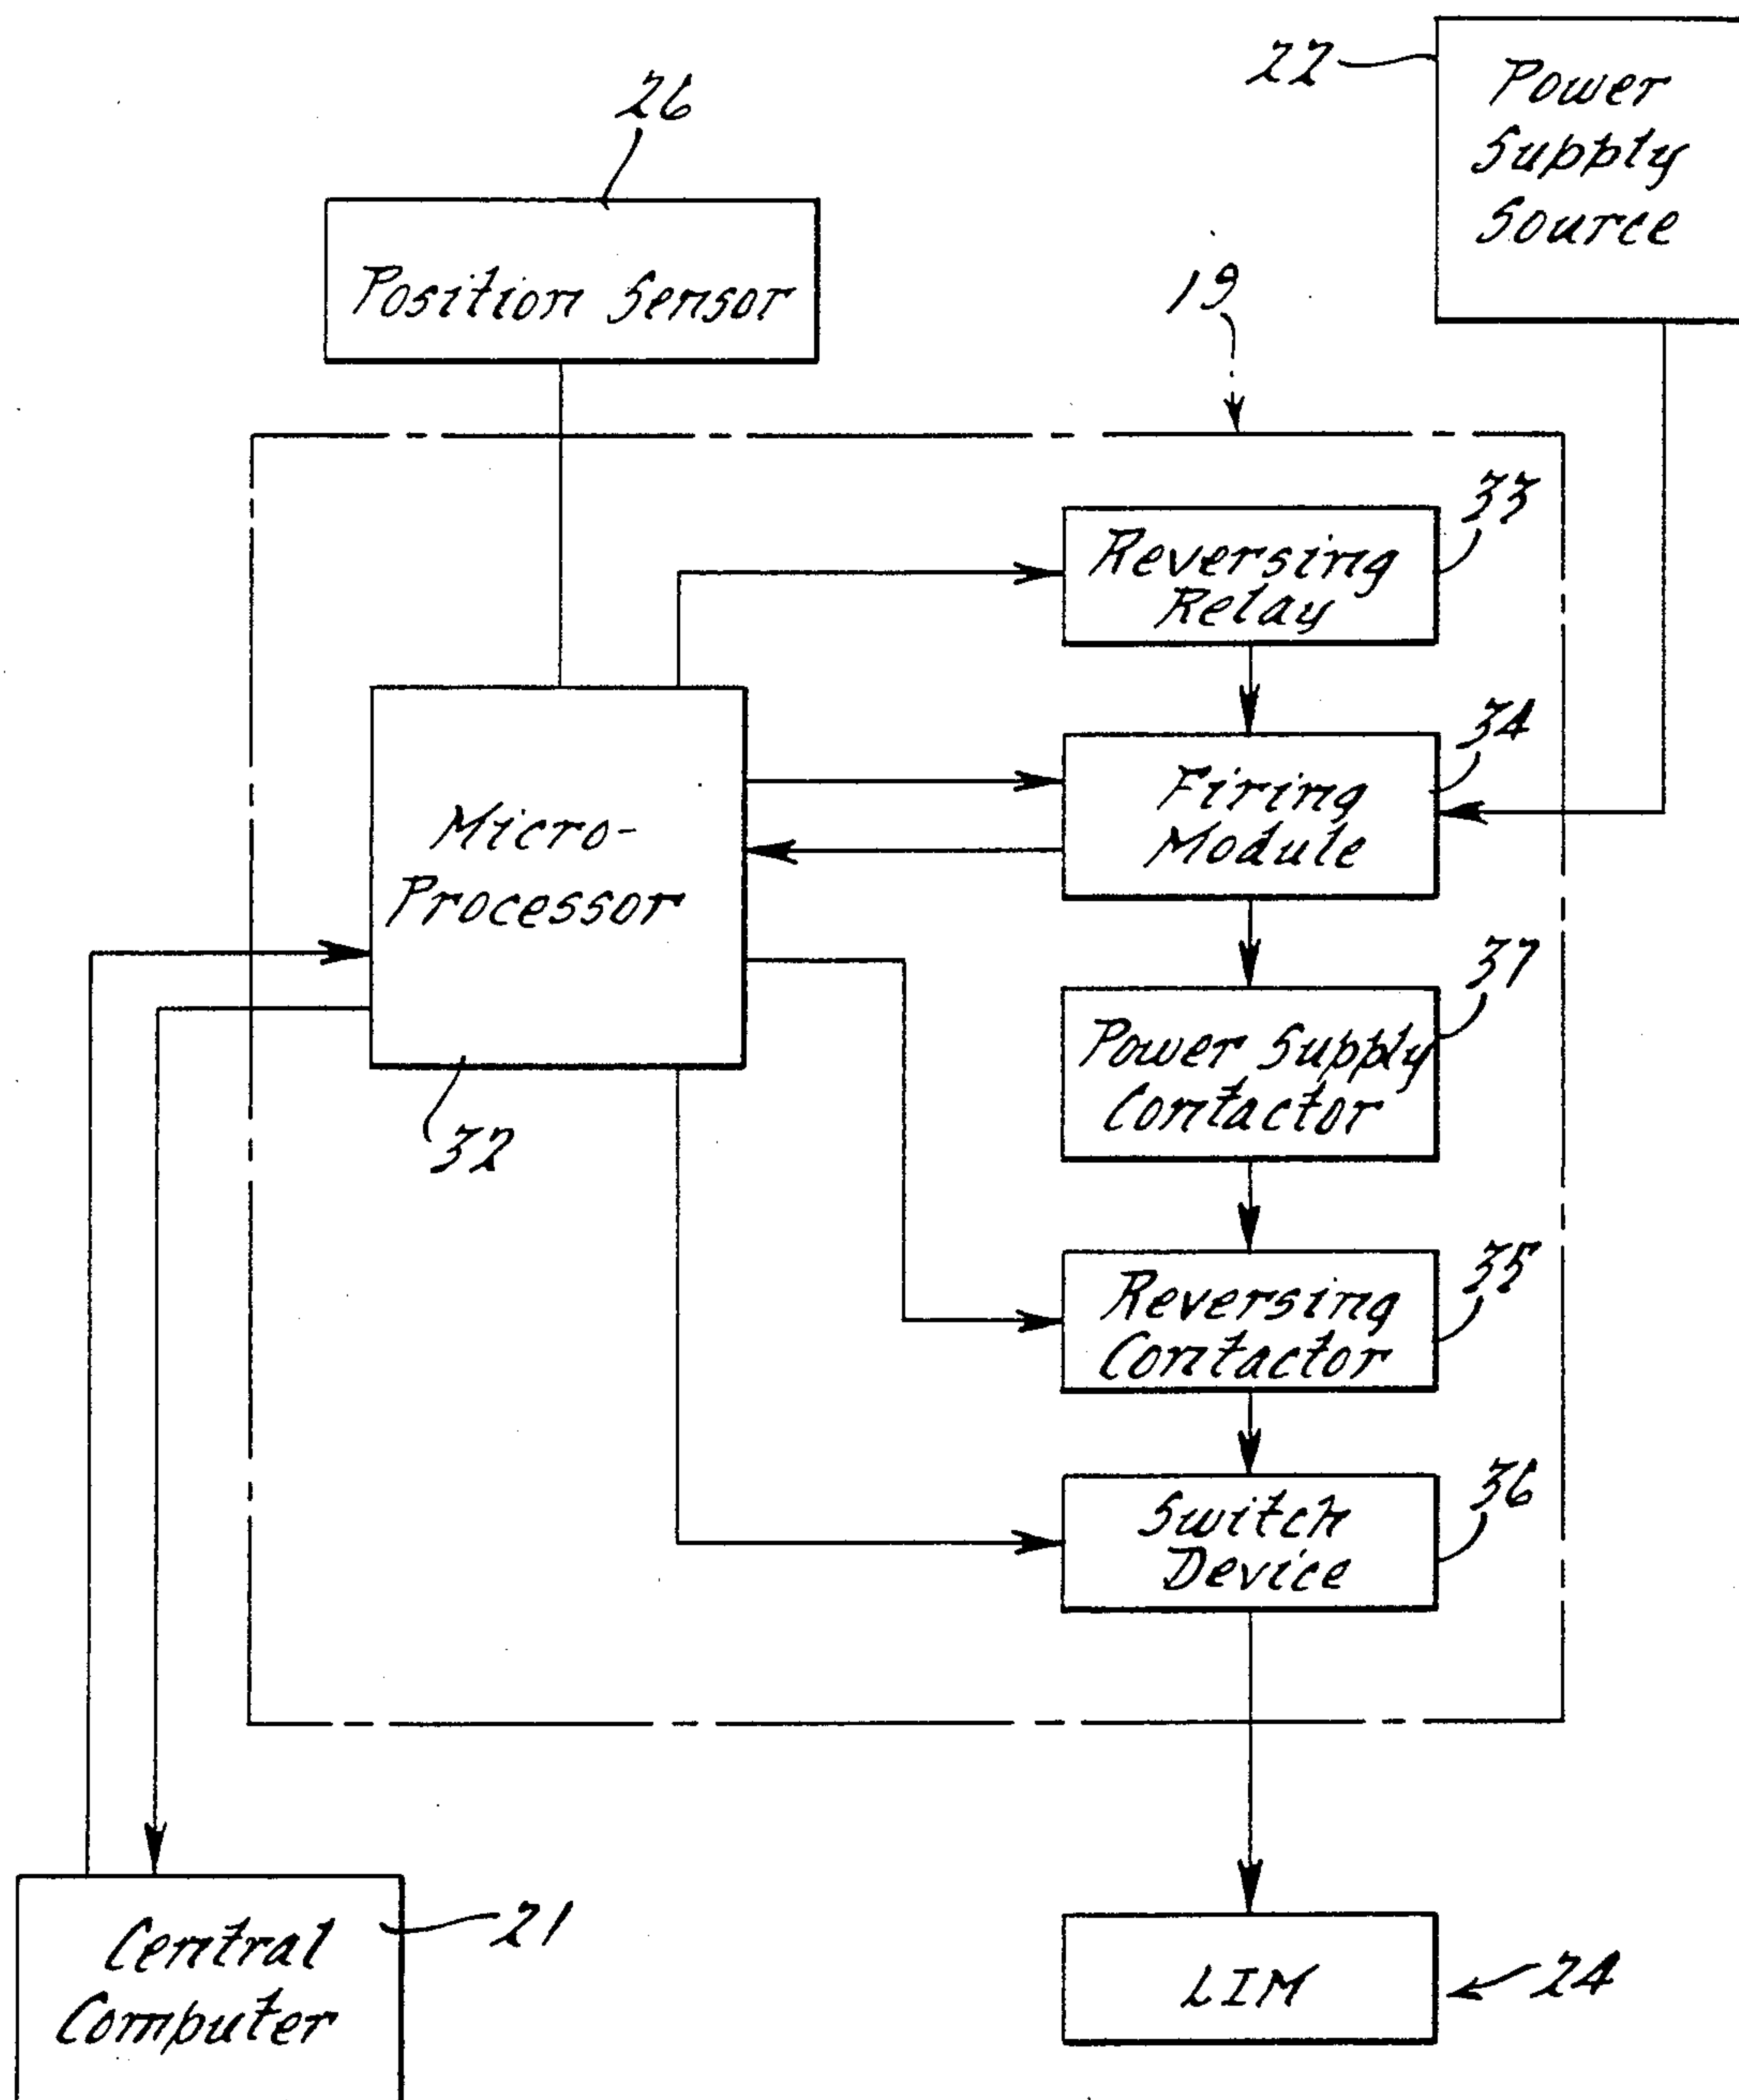 22
Power
Supply
Source
26
Position Sensor
19
33
Reversing
Relay
34
Firing
Module
Micro-
Processor
32
37
Power Supply
Contactor
35
Reversing
Contactor
36
Switch
Device
Central
Computer
21
LIM
24